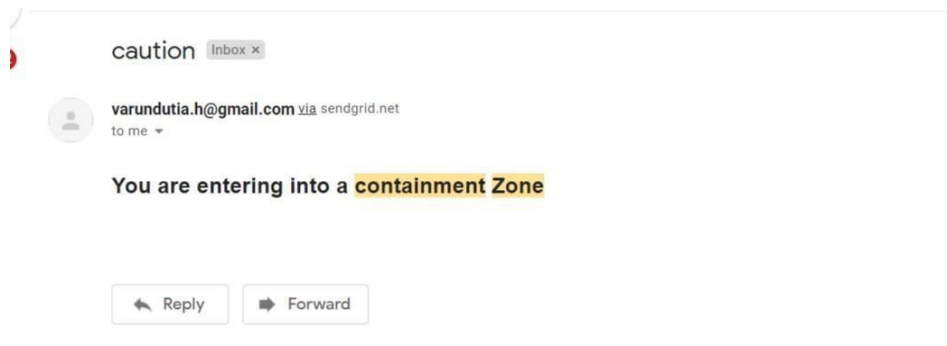 caution Inbox ×
varundutia.h@gmail.com via sendgrid.net
to me
You are entering into a containment Zone
Reply Forward